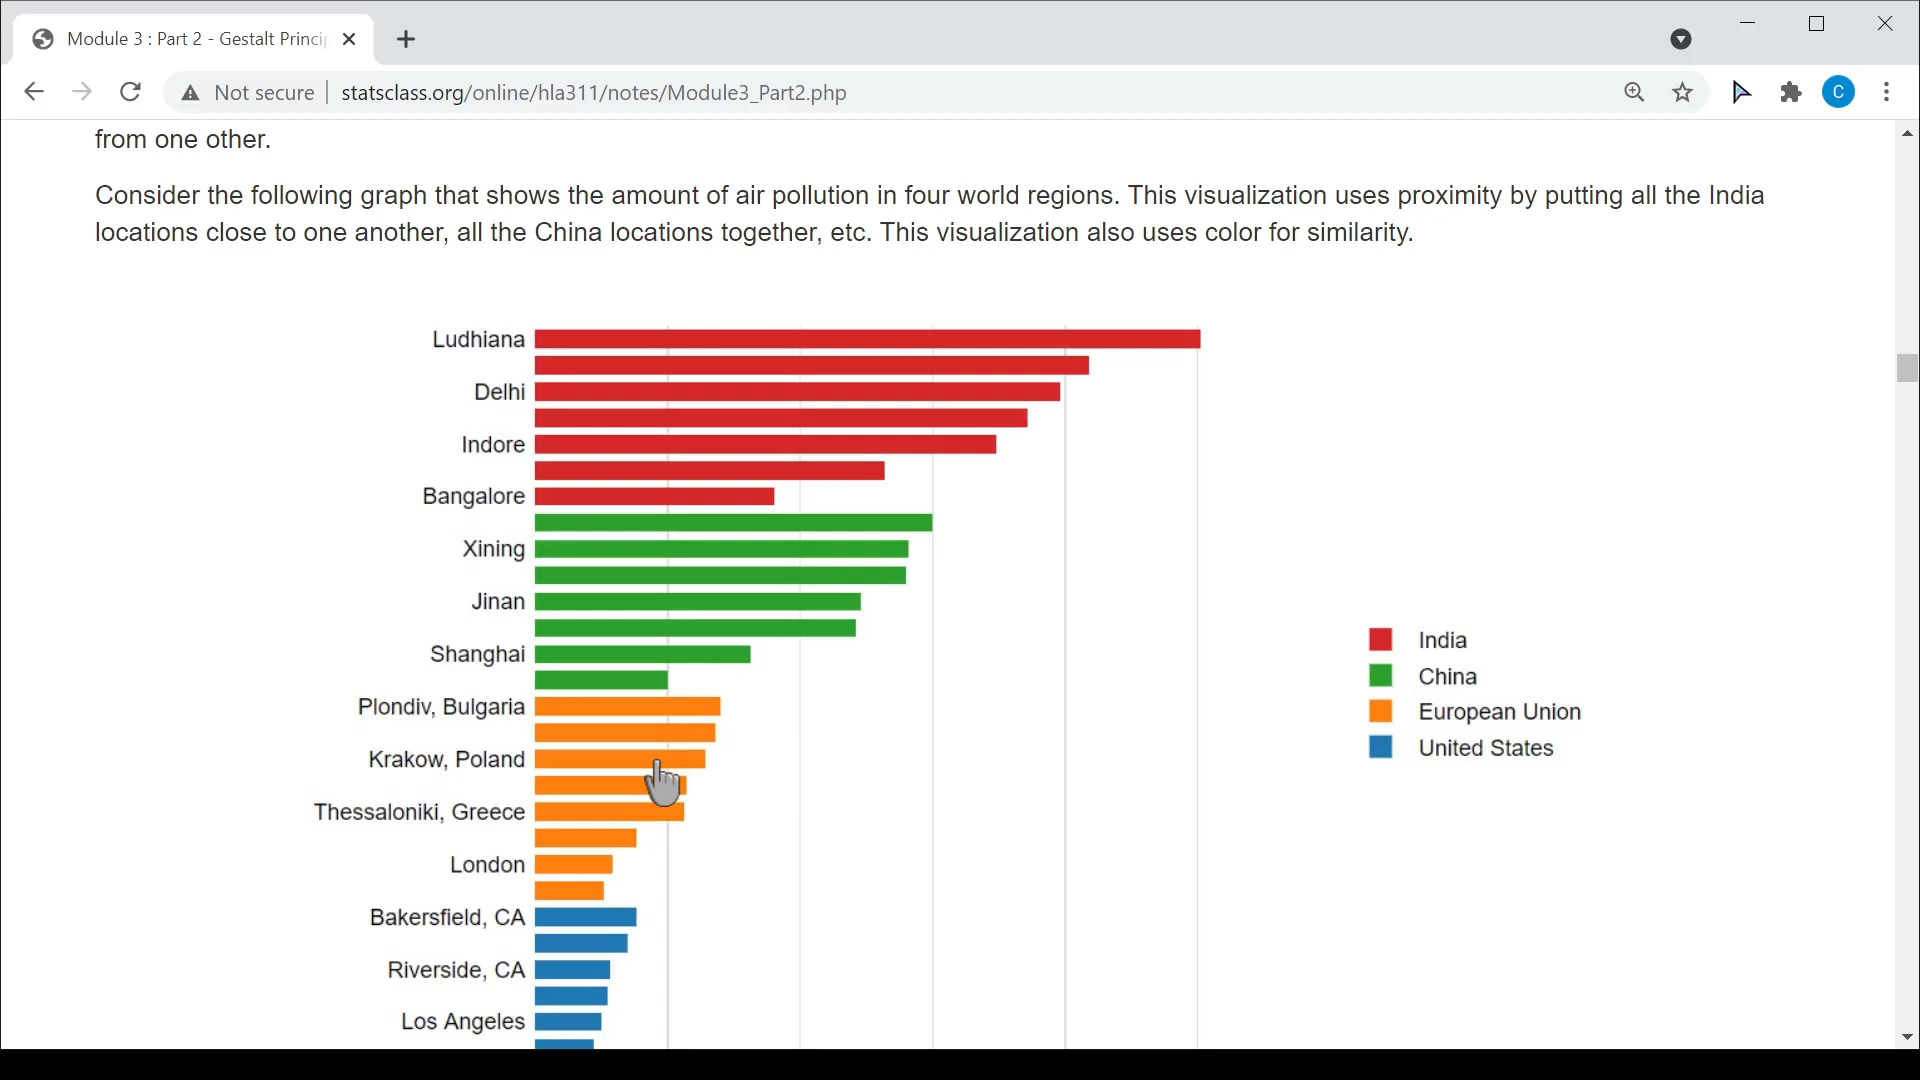 Module 3 : Part 2 - Gestalt Princi
Not secure
statsclass.org/online/hla311/notes/Module3_Part2.php
C
from one other.
Consider the following graph that shows the amount of air pollution in four world regions. This visualization uses proximity by putting all the India
locations close to one another, all the China locations together, etc. This visualization also uses color for similarity.
Ludhiana
Delhi
Indore
Bangalore
Xining
Jinan
Shanghai
Plondiv, Bulgaria
Krakow, Poland
Thessaloniki, Greece
London
Bakersfield, CA
Riverside, CA
Los Angeles
India
China
European Union
United States